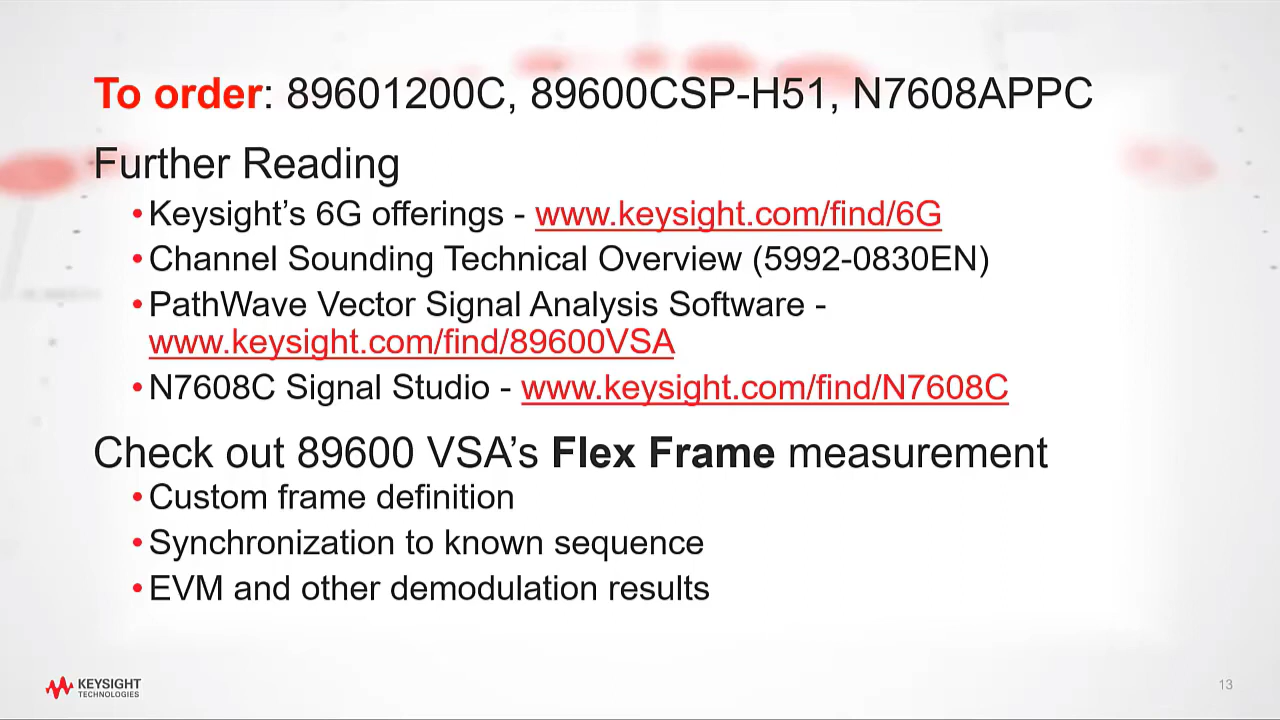 To order: 89601200C, 89600CSP-H51, N7608APPC
Further Reading
•Keysight’s 6G offerings - www.keysight.com/find/6G
•Channel Sounding Technical Overview (5992-0830EN)
•PathWave Vector Signal Analysis Software -
www.keysight.com/find/89600VSA
•N7608C Signal Studio - www.keysight.com/find/N7608C
Check out 89600 VSA’s Flex Frame measurement
•Custom frame definition
•Synchronization to known sequence
•EVM and other demodulation results
KEYSIGHT
TECHNOLOGIES
13